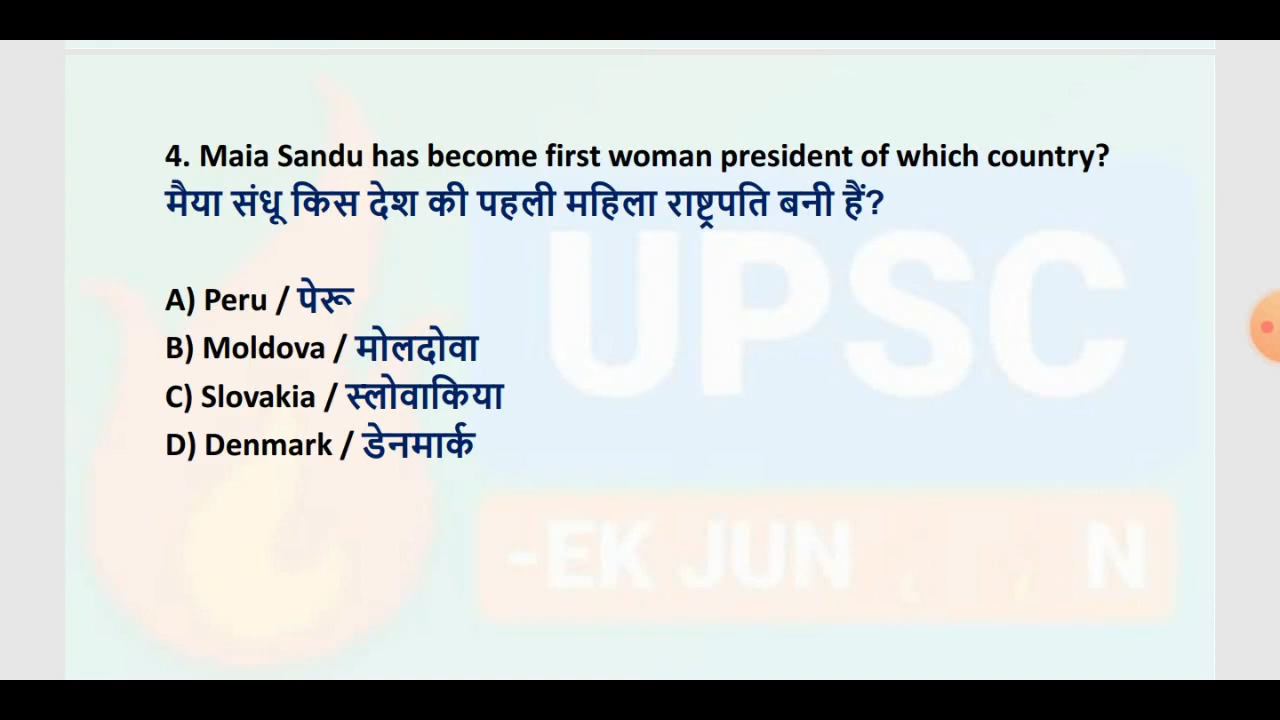 4. Maia Sandu has become first woman president of which country?
मैया संधू किस देश की पहली महिला राष्ट्रपति बनी हैं?
A) Peru / पेरू
B) Moldova / मोलदोवा
C) Slovakia / स्लोवाकिया
D) Denmark / डेनमार्क
UPSC
-EK JUN N